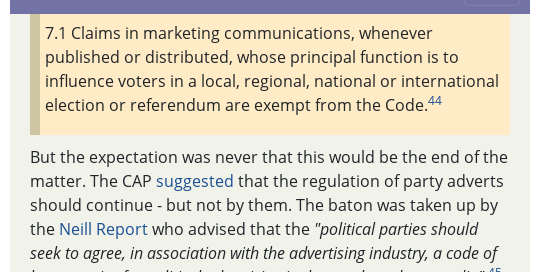 7.1 Claims in marketing communications, whenever
published or distributed, whose principal function is to
influence voters in a local, regional, national or international
election or referendum are exempt from the Code.44
But the expectation was never that this would be the end of the
matter. The CAP suggested that the regulation of party adverts
should continue - but not by them. The baton was taken up by
the Neill Report who advised that the "political parties should
seek to agree, in association with the advertising industry, a code of
45